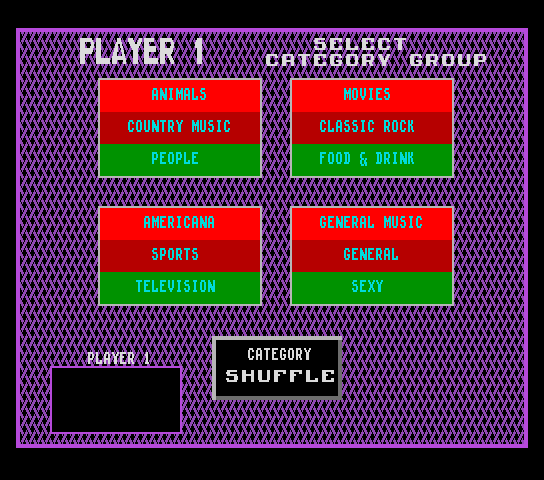 PLAYER 1
SELECT
CATEGORY GROUP
ANIMALS
COUNTRY MUSIC
PEOPLE
MOVIES
CLASSIC ROCK
FOOD & DRINK
AMERICANA
SPORTS
TELEVISION
GENERAL MUSIC
GENERAL
SEXY
CATEGORY
SHUFFLE
PLAYER 1